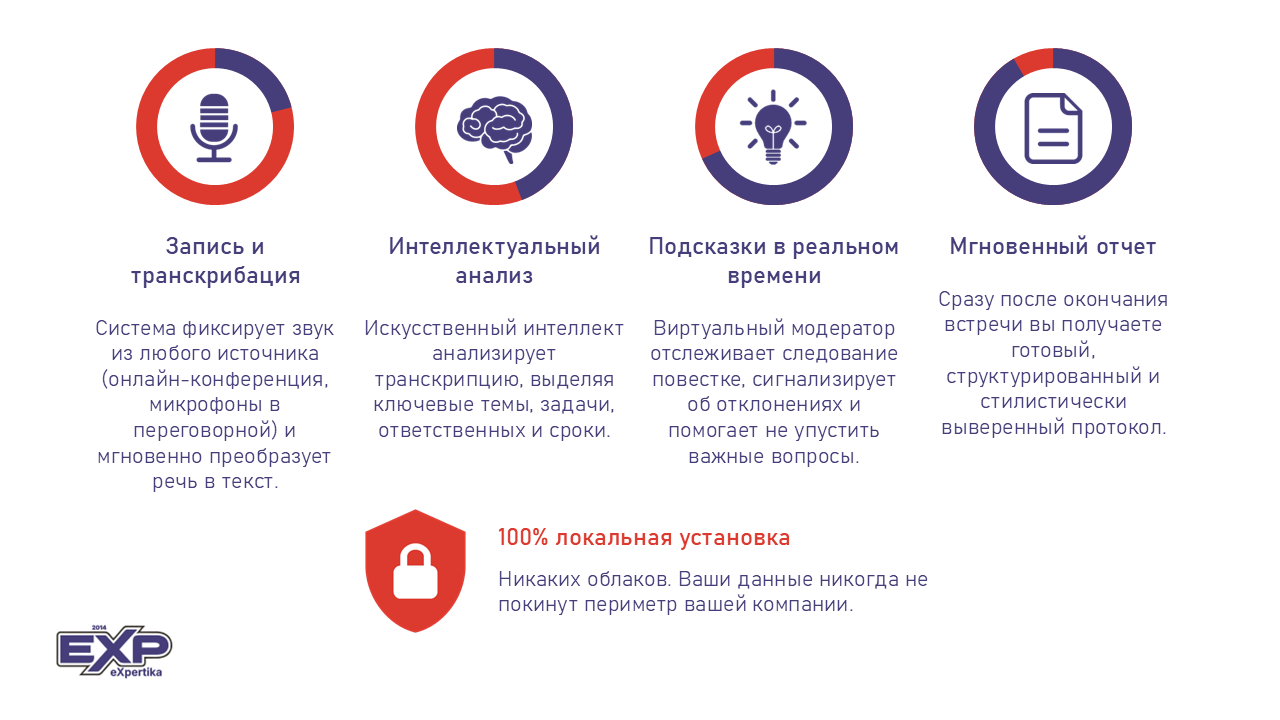 Запись и
транскрибация
Система фиксирует звук
из любого источника
(онлайн-конференция,
микрофоны в
переговорной) и
мгновенно преобразует
речь в текст.
Интеллектуальный
анализ
Искусственный интеллект
анализирует
транскрипцию, выделяя
ключевые темы, задачи,
ответственных и сроки.
Подсказки в реальном
времени
Виртуальный модератор
отслеживает следование
повестке, сигнализирует
об отклонениях и
помогает не упустить
важные вопросы.
Мгновенный отчет
Сразу после окончания
встречи вы получаете
готовый,
структурированный и
стилистически
выверенный протокол.
100% локальная установка
Никаких облаков. Ваши данные никогда не
покинут периметр вашей компании.
2014
EXP
eXpertika